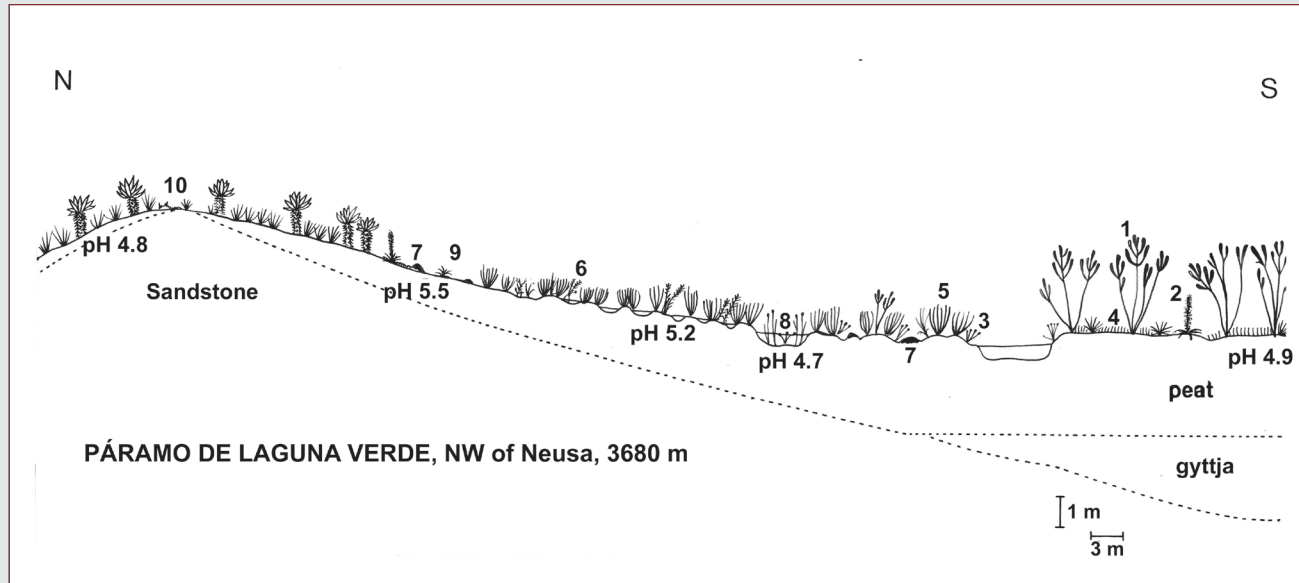 N
S
10
pH 4.8
7
9
6
1
Sandstone
pH 5.5
5
2
8
3
4
pH 5.2
pH 4.7
7
pH 4.9
peat
PÁRAMO DE LAGUNA VERDE, NW of Neusa, 3680 m
gyttja
1 m
3 m